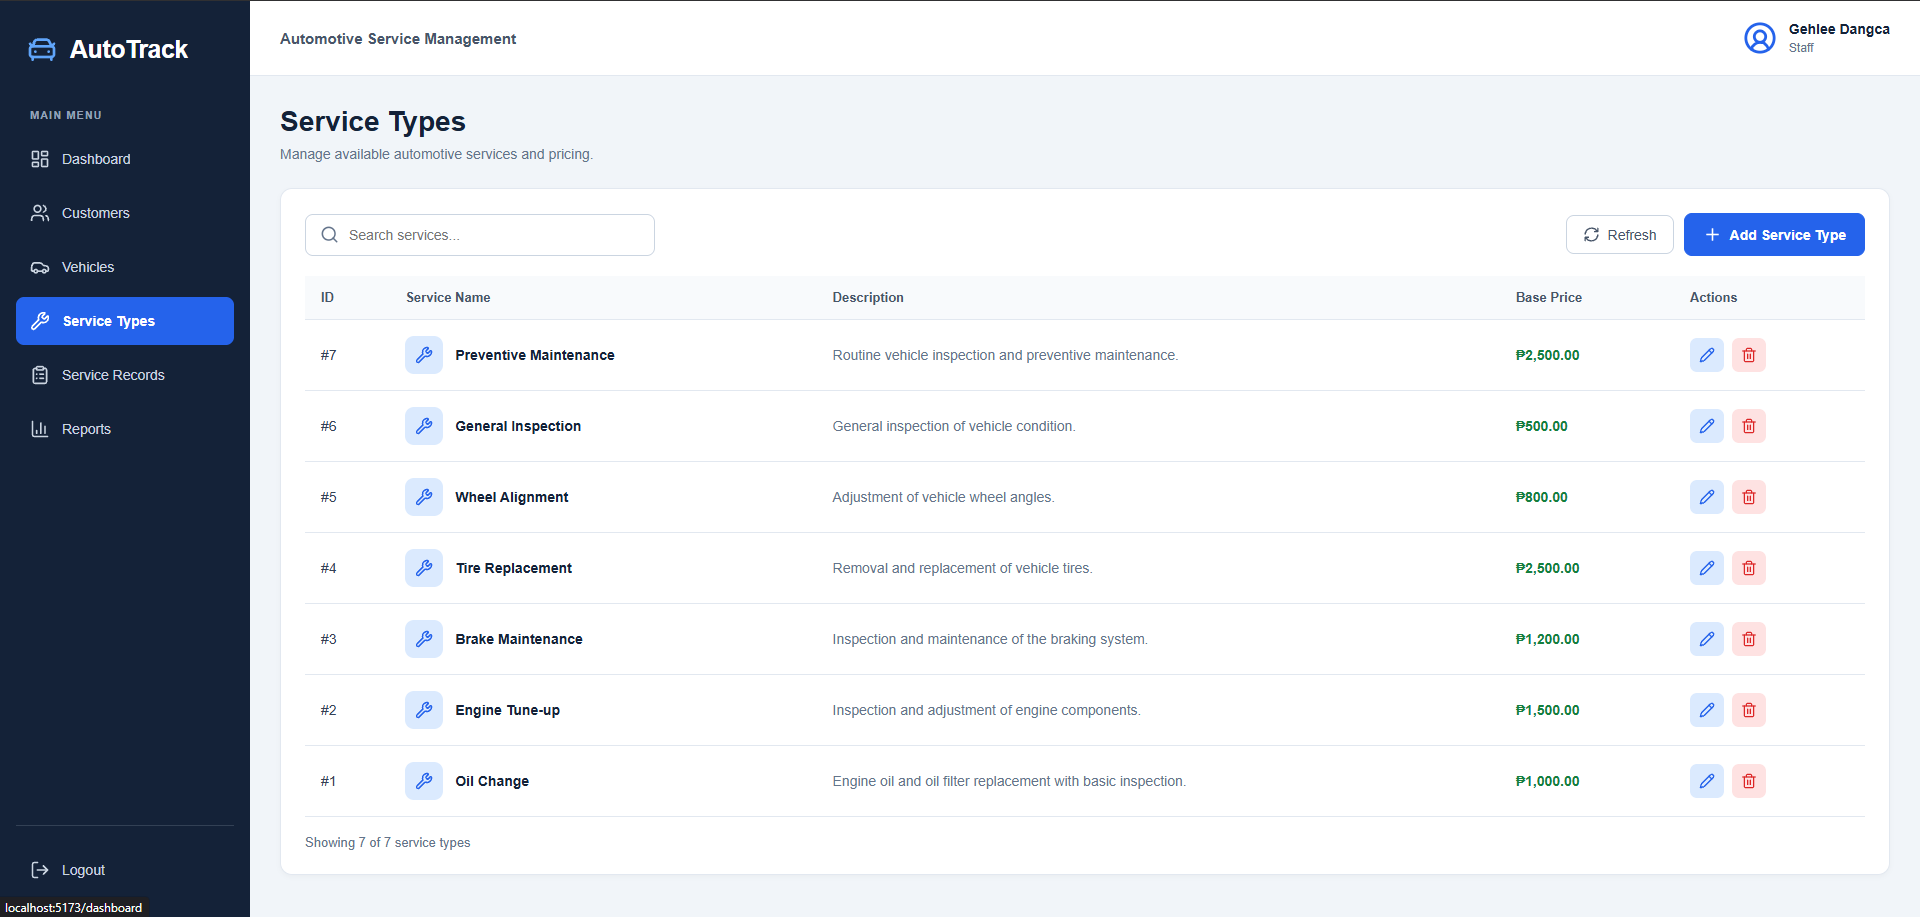 AutoTrack
MAIN MENU
Dashboard
Customers
Vehicles
Service Types
Service Records
Reports
Logout
localhost:5173/dashboard
Automotive Service Management
Gehlee Dangca
Staff
Service Types
Manage available automotive services and pricing.
Search services...
Refresh
Add Service Type
ID Service Name Description Base Price Actions
#7 Preventive Maintenance Routine vehicle inspection and preventive maintenance. ₱2,500.00
#6 General Inspection General inspection of vehicle condition. ₱500.00
#5 Wheel Alignment Adjustment of vehicle wheel angles. ₱800.00
#4 Tire Replacement Removal and replacement of vehicle tires. ₱2,500.00
#3 Brake Maintenance Inspection and maintenance of the braking system. ₱1,200.00
#2 Engine Tune-up Inspection and adjustment of engine components. ₱1,500.00
#1 Oil Change Engine oil and oil filter replacement with basic inspection. ₱1,000.00
Showing 7 of 7 service types